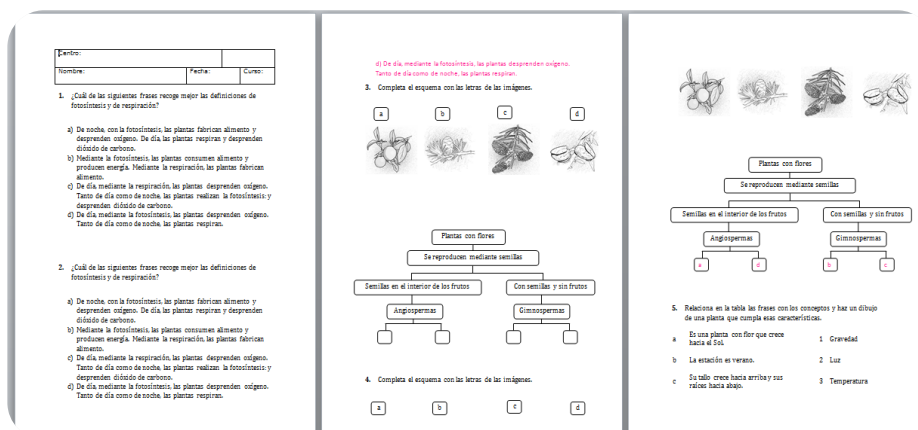 Centro:
Nombre:
Fecha:
Curso:
1. ¿Cuál de las siguientes frases recoge mejor las definiciones de
fotosíntesis y de respiración?
a) De noche, con la fotosíntesis, las plantas fabrican alimento y
desprenden oxígeno. De día, las plantas respiran y desprenden
dióxido de carbono.
b) Mediante la fotosíntesis, las plantas consumen alimento y
producen energía. Mediante la respiración, las plantas fabrican
alimento.
c) De día, mediante la respiración, las plantas desprenden oxígeno.
Tanto de día como de noche, las plantas realizan la fotosíntesis y
desprenden dióxido de carbono.
d) De día, mediante la fotosíntesis, las plantas desprenden oxígeno.
Tanto de día como de noche, las plantas respiran.
2. ¿Cuál de las siguientes frases recoge mejor las definiciones de
fotosíntesis y de respiración?
a) De noche, con la fotosíntesis, las plantas fabrican alimento y
desprenden oxígeno. De día, las plantas respiran y desprenden
dióxido de carbono.
b) Mediante la fotosíntesis, las plantas consumen alimento y
producen energía. Mediante la respiración, las plantas fabrican
alimento.
c) De día, mediante la respiración, las plantas desprenden oxígeno.
Tanto de día como de noche, las plantas realizan la fotosíntesis y
desprenden dióxido de carbono.
d) De día, mediante la fotosíntesis, las plantas desprenden oxígeno.
Tanto de día como de noche, las plantas respiran.
d) De día, mediante la fotosíntesis, las plantas desprenden oxígeno.
Tanto de día como de noche, las plantas respiran.
3. Completa el esquema con las letras de las imágenes.
a b c d
Plantas con flores
Se reproducen mediante semillas
Semillas en el interior de los frutos
Con semillas y sin frutos
Angiospermas
Gimnospermas
4. Completa el esquema con las letras de las imágenes.
a b c d
Plantas con flores
Se reproducen mediante semillas
Semillas en el interior de los frutos
Con semillas y sin frutos
Angiospermas
Gimnospermas
a d b c
5. Relaciona en la tabla las frases con los conceptos y haz un dibujo
de una planta que cumpla esas características.
a Es una planta con flor que crece
hacia el Sol.
1 Gravedad
b La estación es verano.
2 Luz
c Su tallo crece hacia arriba y sus
raíces hacia abajo.
3 Temperatura